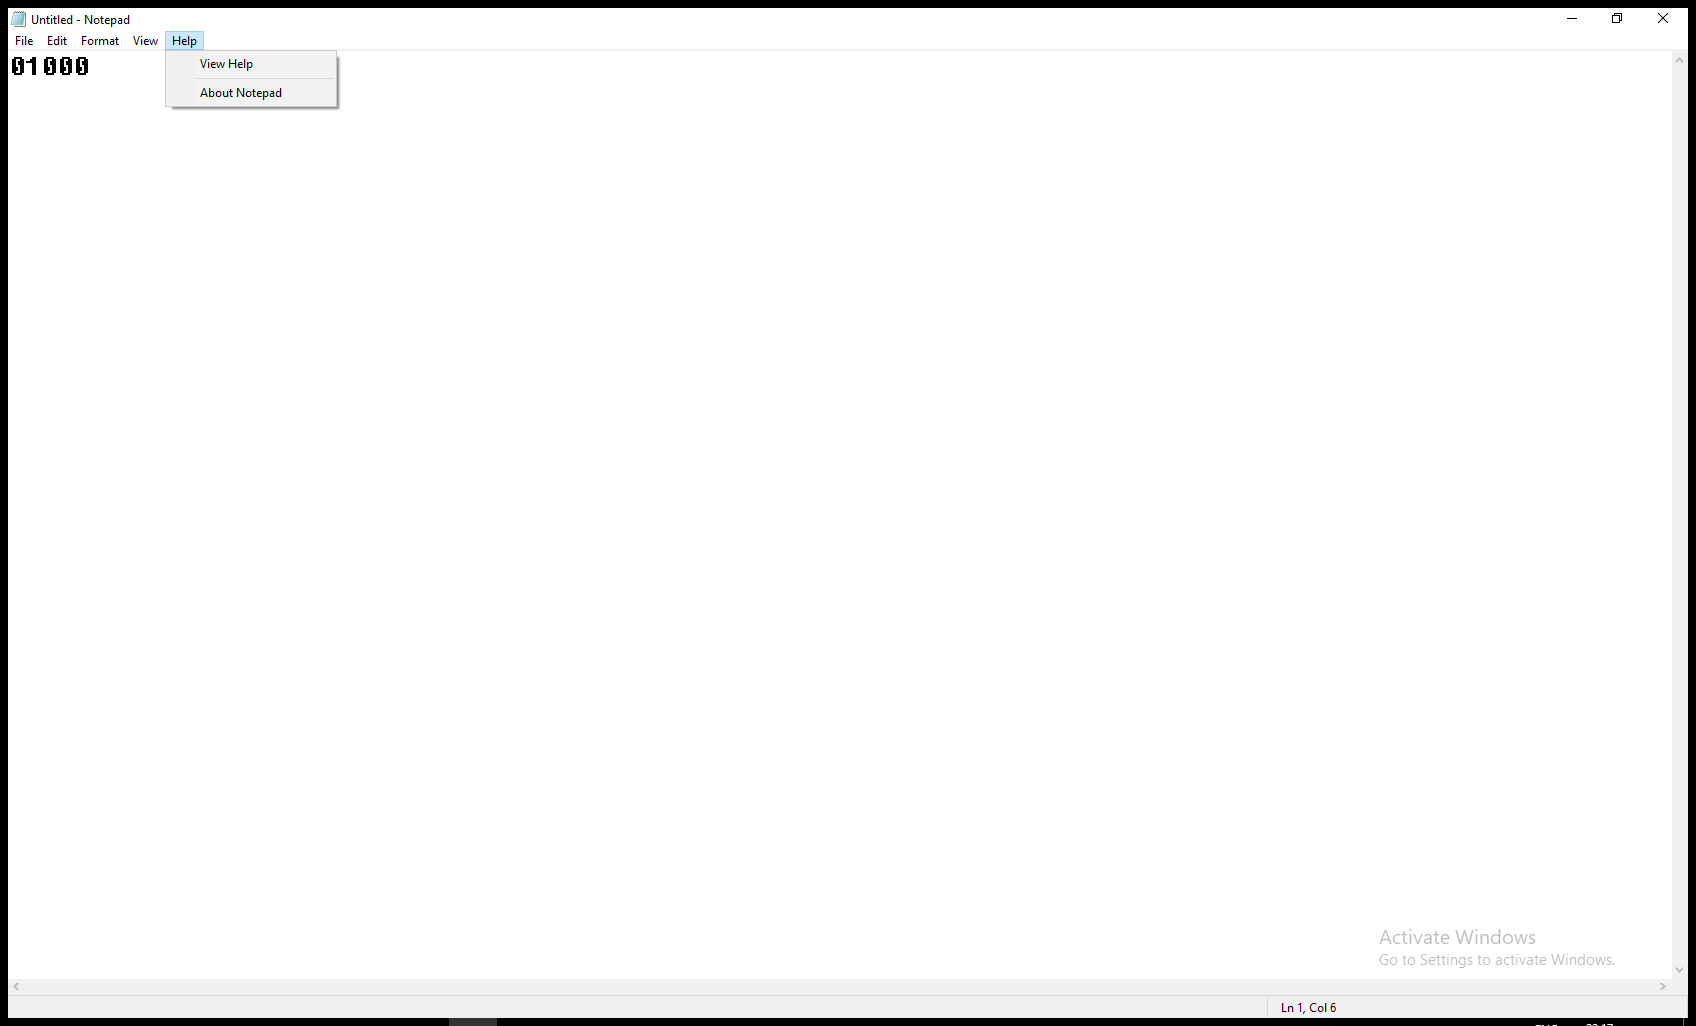 Untitled - Notepad
File Edit Format View Help
01000
View Help
About Notepad
Activate Windows
Go to Settings to activate Windows.
Ln 1, Col 6